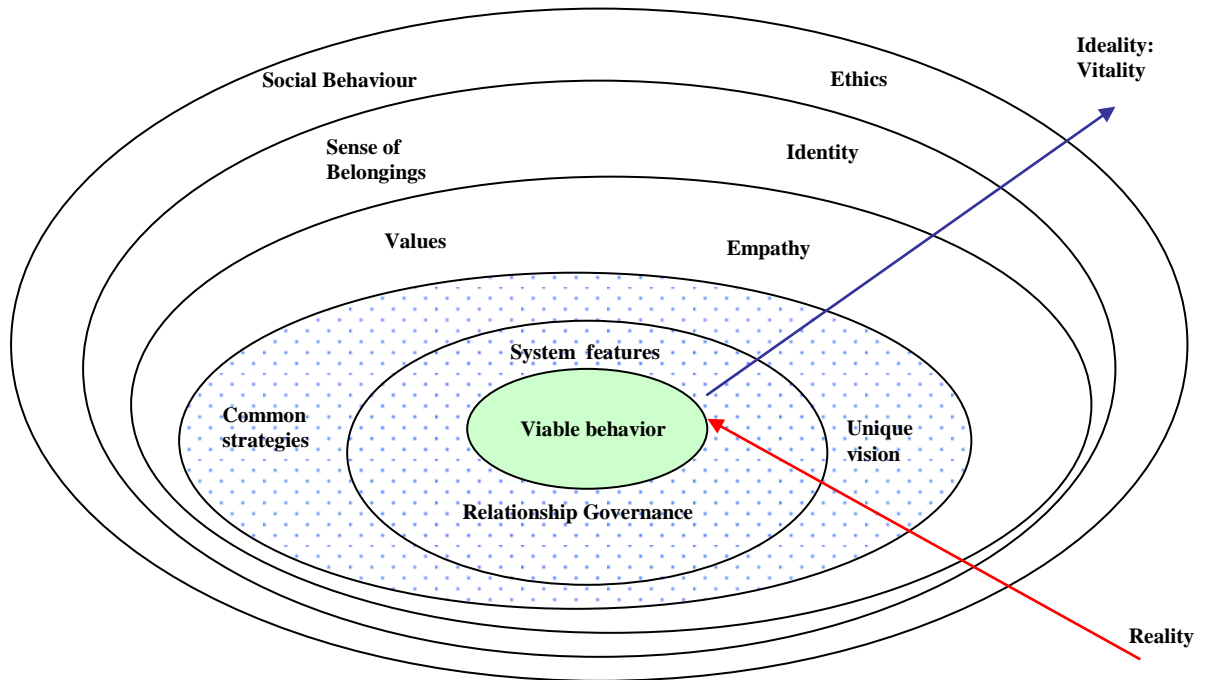 Ideality:
Vitality
Social Behaviour
Ethics
Sense of
Belongings
Identity
Values
Empathy
System features
Common
strategies
Viable behavior
Unique
vision
Relationship Governance
Reality